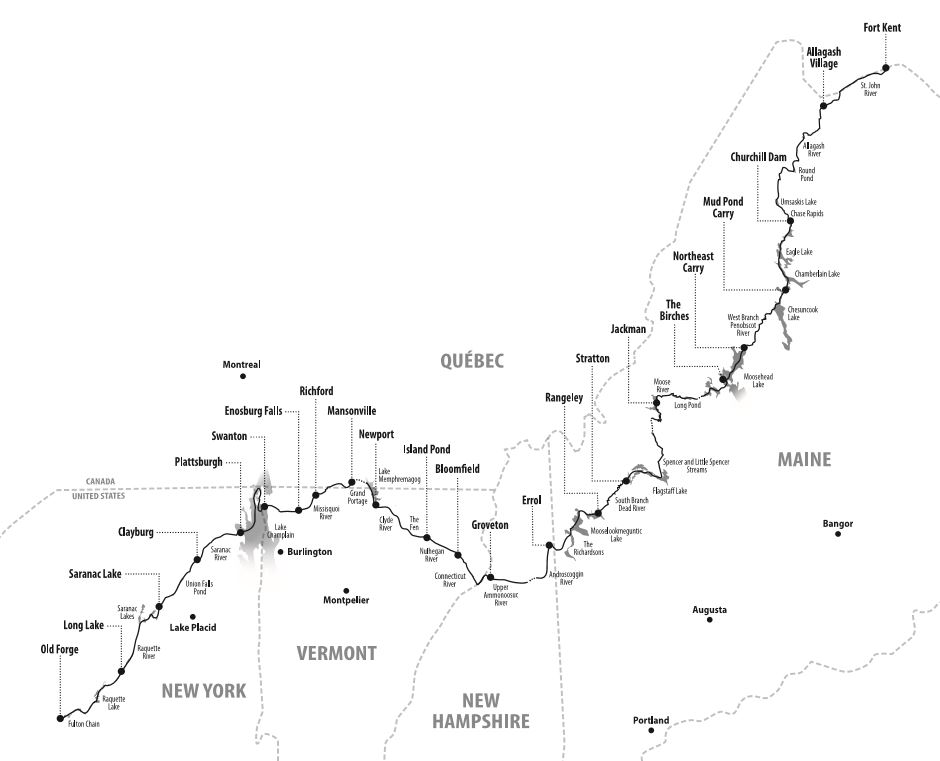 Fort Kent
Allagash
Village
St. John
River
Allagash
River
Churchill Dam
Round
Pond
Umsaskis Lake
Mud Pond
Carry
Chase Rapids
Eagle Lake
Northeast
Carry
Chamberlain Lake
The
Birches
Chesuncook
Lake
West Branch
Penobscot
River
Jackman
QUÉBEC
Stratton
Montreal
Moosehead
Lake
Moose
River
Richford
Rangeley
Long Pond
Enosburg Falls
Mansonville
Swanton
Newport
Island Pond
MAINE
Plattsburgh
Bloomfield
Spencer and Little Spencer
Streams
Lake
Memphremagog
CANADA
UNITED STATES
Flagstaff Lake
Grand
Portage
Errol
South Branch
Dead River
Missisquoi
River
Groveton
Bangor
Clayburg
Lake
Champlain
Clyde
River
The
Fen
Mooselookmeguntic
Lake
Saranac
River
Burlington
Nulhegan
River
The
Richardsons
Saranac Lake
Union Falls
Pond
Connecticut
River
Androscoggin
River
Upper
Ammonoosuc
River
Montpelier
Saranac
Lakes
Augusta
Long Lake
Lake Placid
Old Forge
Raquette
River
VERMONT
NEW YORK
Raquette
Lake
NEW
HAMPSHIRE
Fulton Chain
Portland